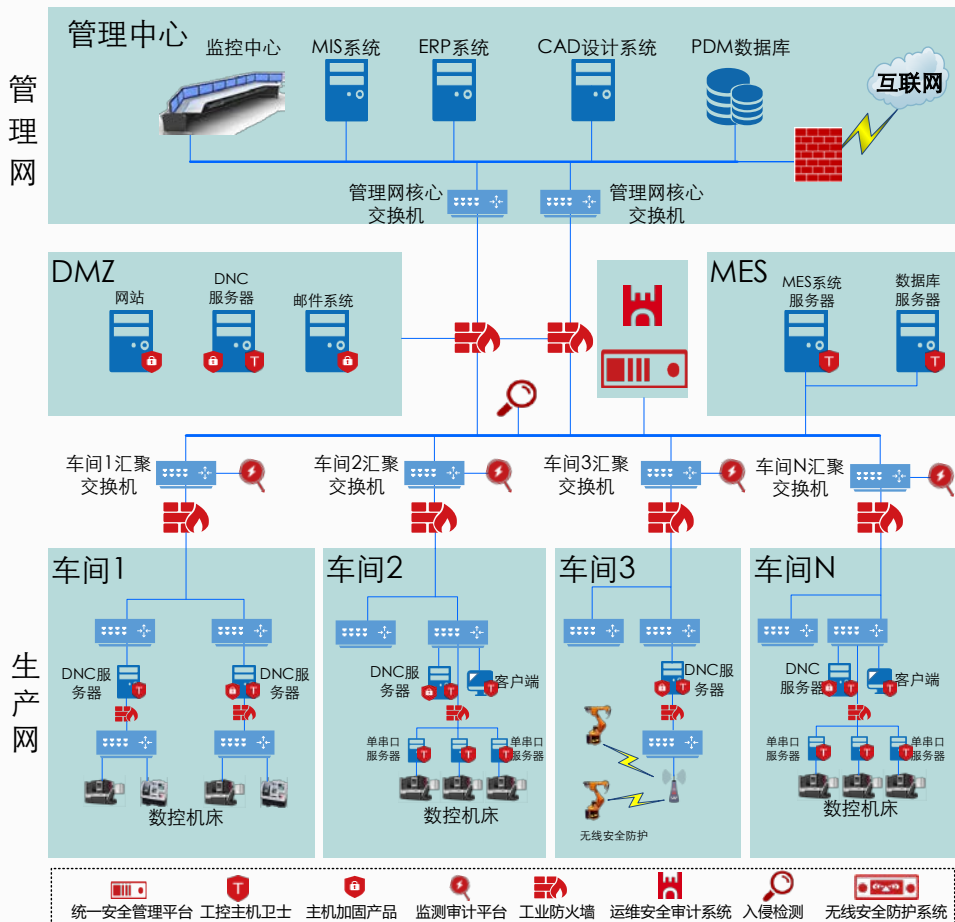 管理网
管理中心
监控中心
MIS系统
ERP系统
CAD设计系统
PDM数据库
互联网
管理网核心
交换机
管理网核心
交换机
DMZ
网站
DNC
服务器
邮件系统
MES
MES系统
服务器
数据库
服务器
车间1汇聚
交换机
车间2汇聚
交换机
车间3汇聚
交换机
车间N汇聚
交换机
生产网
车间1
DNC服
务器
DNC服
务器
数控机床
车间2
DNC服
务器
客户端
单串口
服务器
单串口
服务器
数控机床
车间3
DNC服
务器
无线安全防护
车间N
DNC
服务器
客户端
单串口
服务器
单串口
服务器
数控机床
统一安全管理平台
工控主机卫士
主机加固产品
监测审计平台
工业防火墙
运维安全审计系统
入侵检测
无线安全防护系统